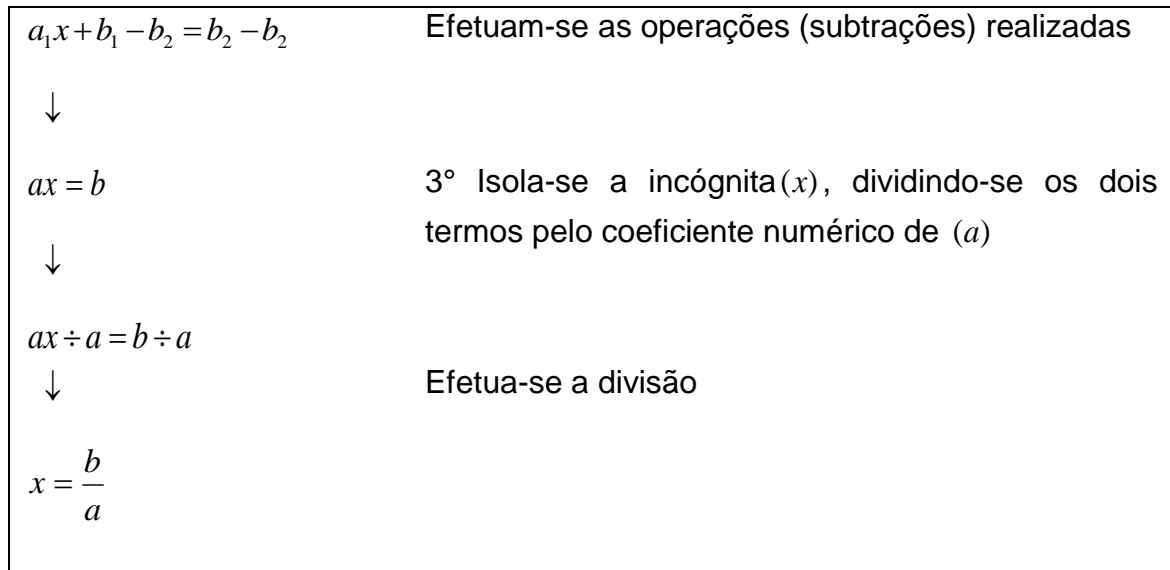 a₁x + b₁ − b₂ = b₂ − b₂ Efetuam-se as operações (subtrações) realizadas
↓
ax = b 3° Isola-se a incógnita (x), dividindo-se os dois
termos pelo coeficiente numérico de (a)
↓
ax ÷ a = b ÷ a
↓ Efetua-se a divisão
x = b/a